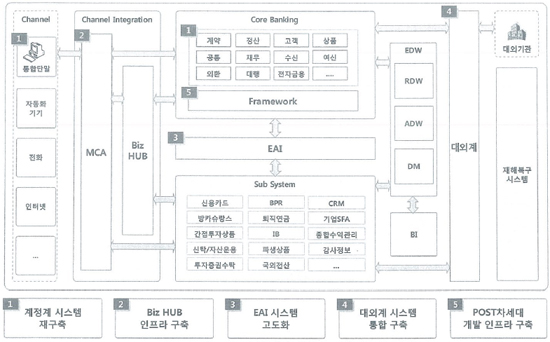 Channel
1
통합단말
자동화
기기
전화
인터넷
...
Channel Integration
2
MCA
Biz
HUB
Core Banking
1
계약
정산
고객
상품
공통
재무
수신
여신
외환
대행
전자금융
.....
5
Framework
3
EAI
Sub System
신용카드
BPR
CRM
방카슈랑스
퇴직연금
기업SFA
간접투자상품
IB
종합수익관리
신탁/자산운용
파생상품
감사정보
투자증권수탁
국외전산
...
EDW
RDW
ADW
DM
BI
4
대외계
대외기관
재해복구
시스템
1
계정계 시스템
재구축
2
Biz HUB
인프라 구축
3
EAI 시스템
고도화
4
대외계 시스템
통합 구축
5
POST차세대
개발 인프라 구축